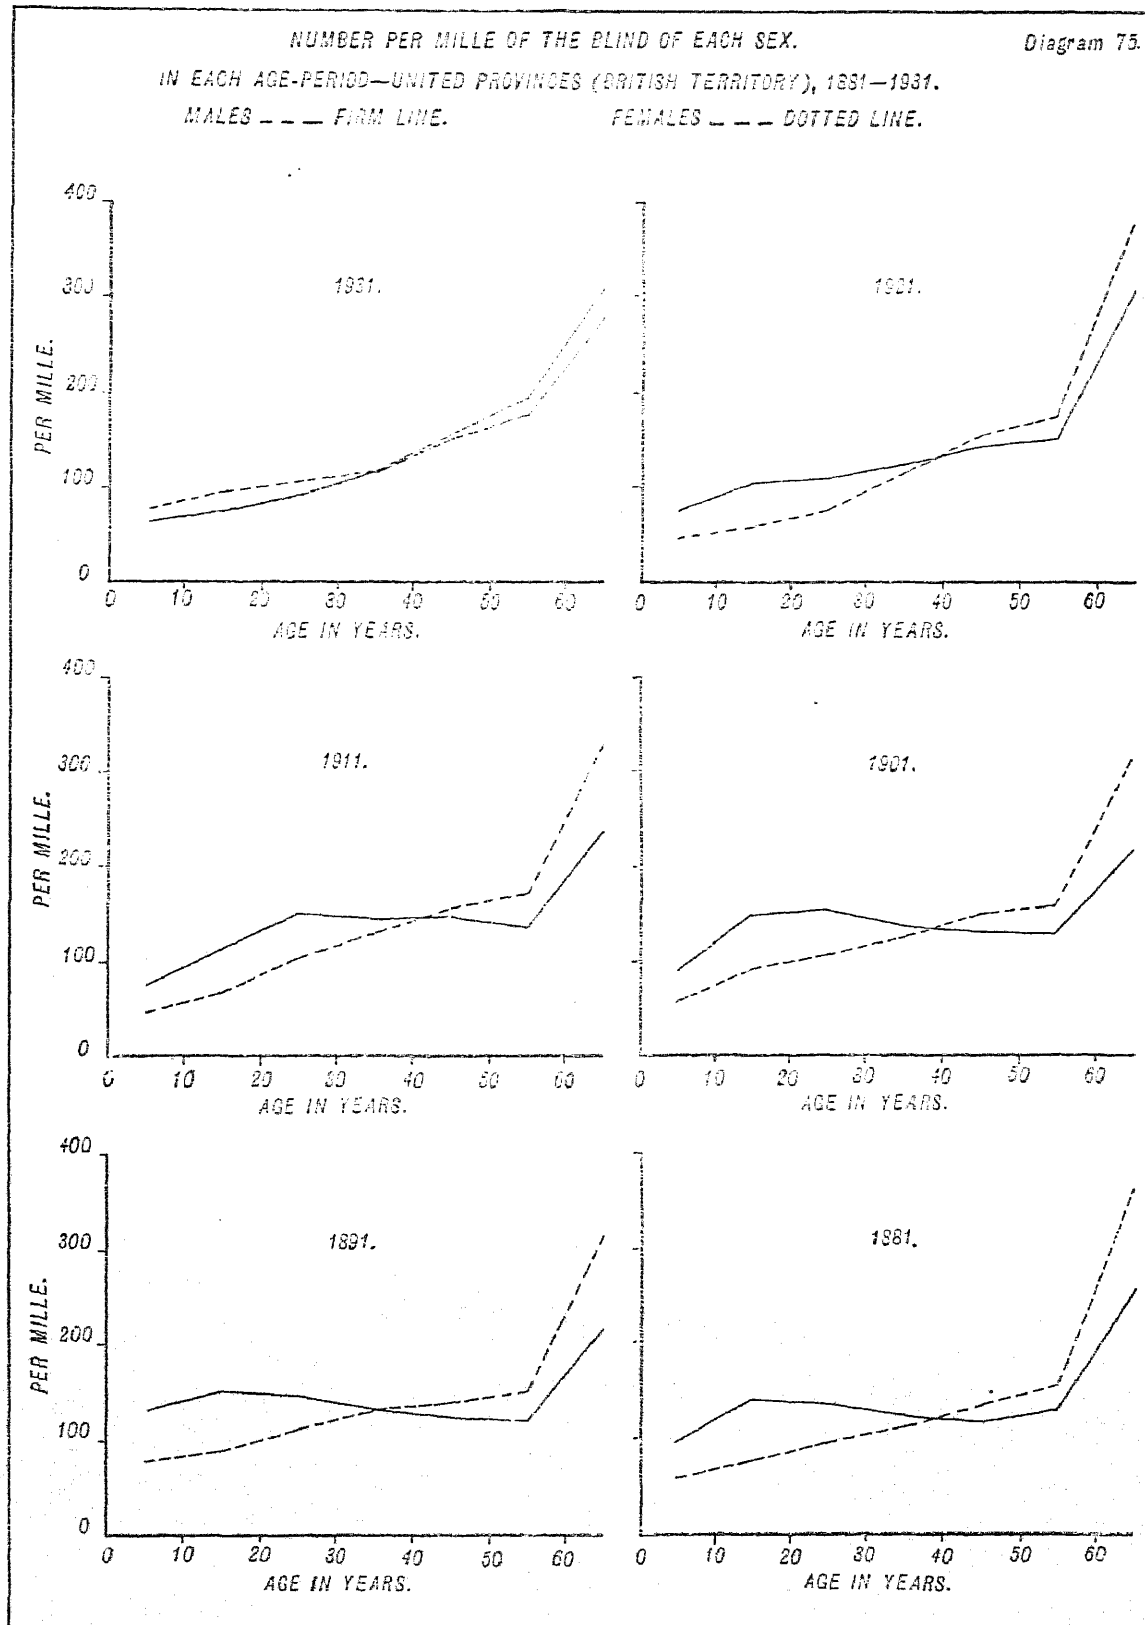 NUMBER PER MILLE OF THE BLIND OF EACH SEX.
Diagram 75.
IN EACH AGE-PERIOD—UNITED PROVINCES (BRITISH TERRITORY), 1881—1931.
MALES _ _ _ FIRM LINE. FEMALES _ _ _ DOTTED LINE.
400
300
200
100
0
PER MILLE.
1931.
0 10 20 30 40 50 60
AGE IN YEARS.
1921.
0 10 20 30 40 50 60
AGE IN YEARS.
400
300
200
100
0
PER MILLE.
1911.
0 10 20 30 40 50 60
AGE IN YEARS.
1901.
0 10 20 30 40 50 60
AGE IN YEARS.
400
300
200
100
0
PER MILLE.
1891.
0 10 20 30 40 50 60
AGE IN YEARS.
1881.
0 10 20 30 40 50 60
AGE IN YEARS.